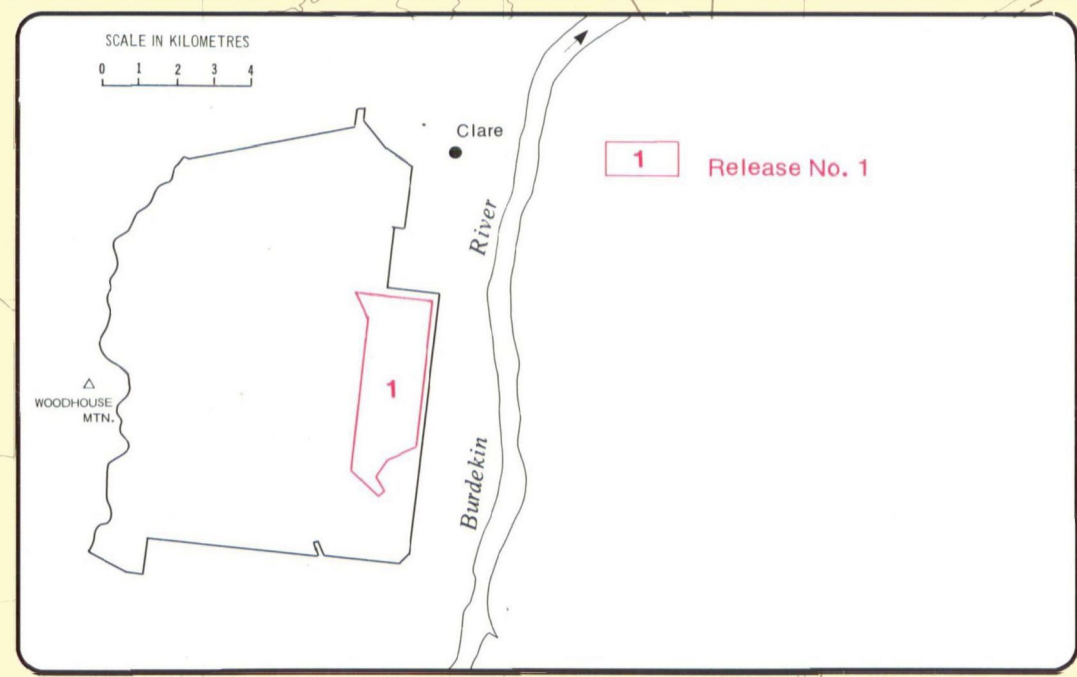 SCALE IN KILOMETRES
0 1 2 3 4
Clare
1 Release No. 1
River
1
WOODHOUSE
MTN.
Burdekin